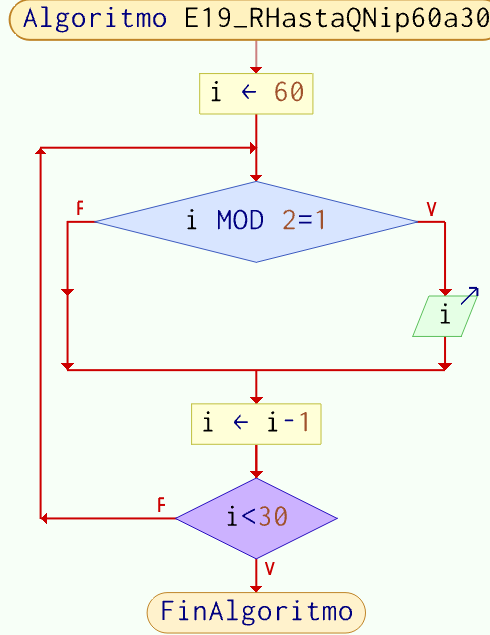 Algoritmo E19_RHastaQNip60a30
i ← 60
i MOD 2=1
F
V
i
i ← i-1
i<30
F
V
FinAlgoritmo